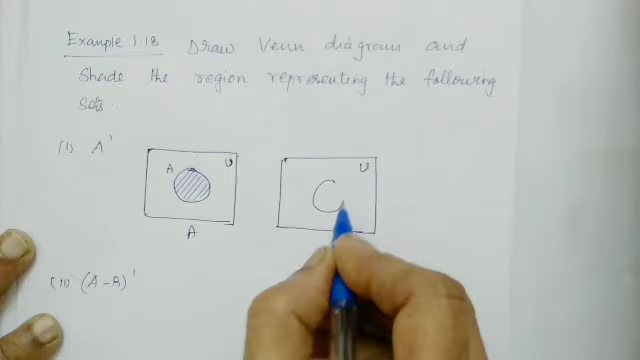 Example 1.18 Draw Venn diagram and
Shade the region representing the following
Sets.
(i) A'
A U
U
A
(ii) (A-B)'